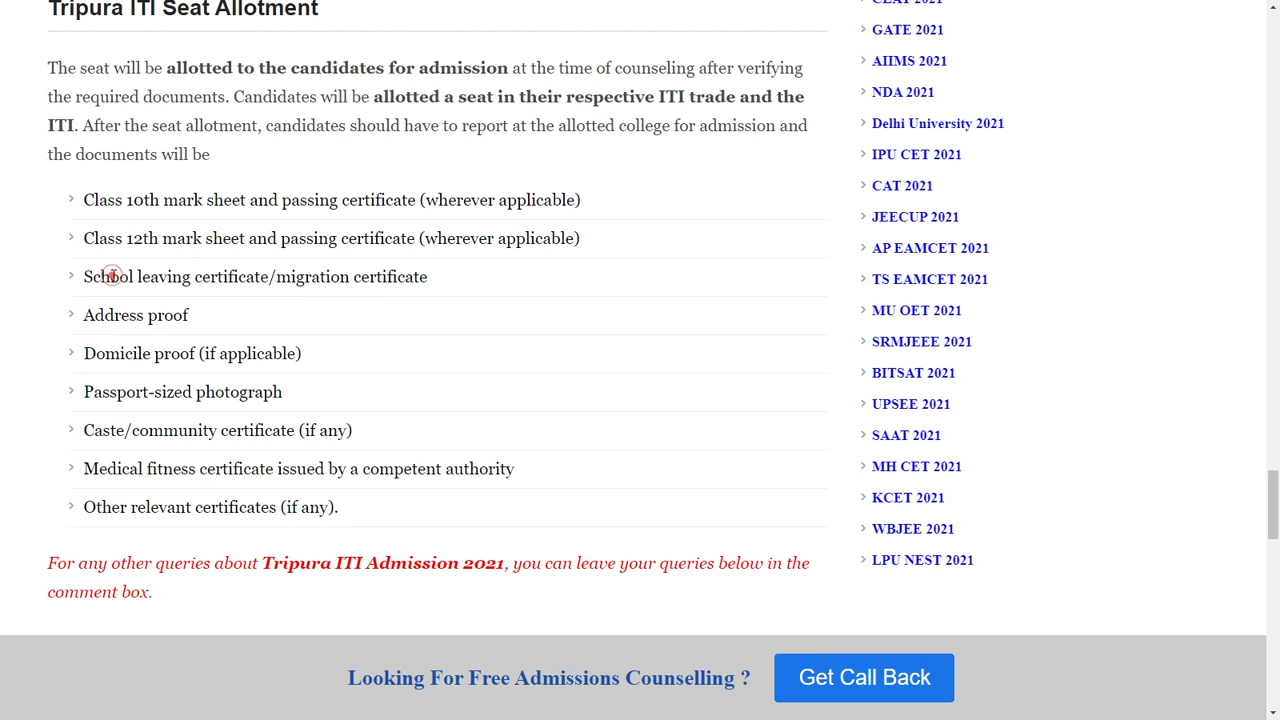 Tripura ITI Seat Allotment
The seat will be allotted to the candidates for admission at the time of counseling after verifying
the required documents. Candidates will be allotted a seat in their respective ITI trade and the
ITI. After the seat allotment, candidates should have to report at the allotted college for admission and
the documents will be
Class 10th mark sheet and passing certificate (wherever applicable)
Class 12th mark sheet and passing certificate (wherever applicable)
School leaving certificate/migration certificate
Address proof
Domicile proof (if applicable)
Passport-sized photograph
Caste/community certificate (if any)
Medical fitness certificate issued by a competent authority
Other relevant certificates (if any).
For any other queries about Tripura ITI Admission 2021, you can leave your queries below in the
comment box.
CLAT 2021
GATE 2021
AIIMS 2021
NDA 2021
Delhi University 2021
IPU CET 2021
CAT 2021
JEECUP 2021
AP EAMCET 2021
TS EAMCET 2021
MU OET 2021
SRMJEEE 2021
BITSAT 2021
UPSEE 2021
SAAT 2021
MH CET 2021
KCET 2021
WBJEE 2021
LPU NEST 2021
Looking For Free Admissions Counselling ?
Get Call Back